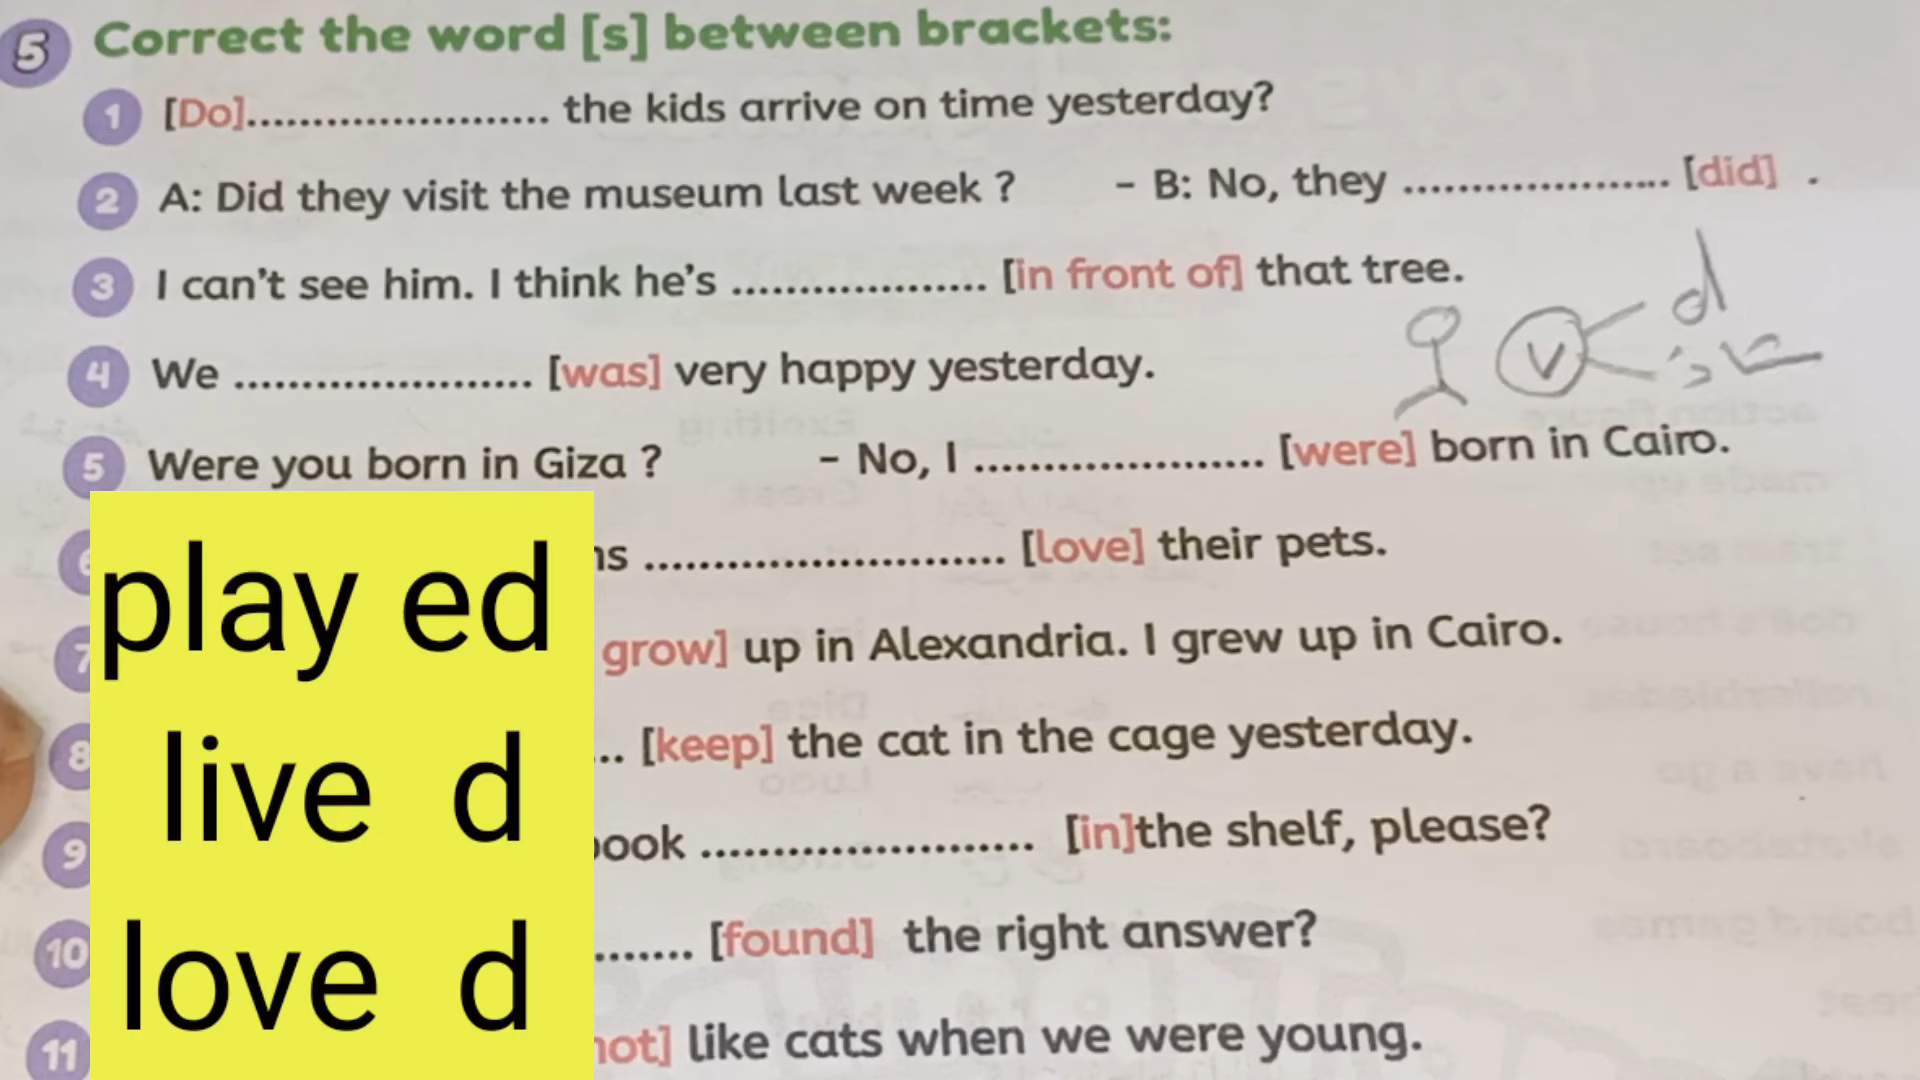 5 Correct the word [s] between brackets:
1 [Do]...................... the kids arrive on time yesterday?
2 A: Did they visit the museum last week ? - B: No, they .................... [did] .
3 I can't see him. I think he's ................... [in front of] that tree.
4 We ...................... [was] very happy yesterday.
5 Were you born in Giza ? - No, I ..................... [were] born in Cairo.
.......................... [love] their pets.
7 grow] up in Alexandria. I grew up in Cairo.
8 .. [keep] the cat in the cage yesterday.
9 ........................ [in]the shelf, please?
10 ....... [found] the right answer?
11 not] like cats when we were young.
play ed
live d
love d
V
d